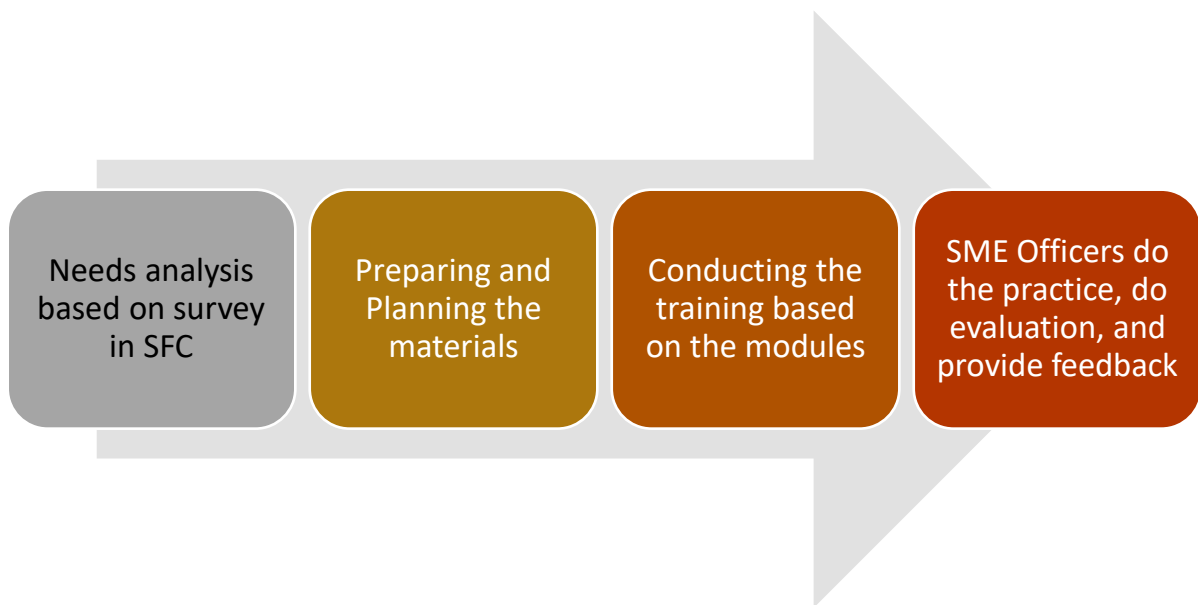 Needs analysis
based on survey
in SFC
Preparing and
Planning the
materials
Conducting the
training based
on the modules
SME Officers do
the practice, do
evaluation, and
provide feedback